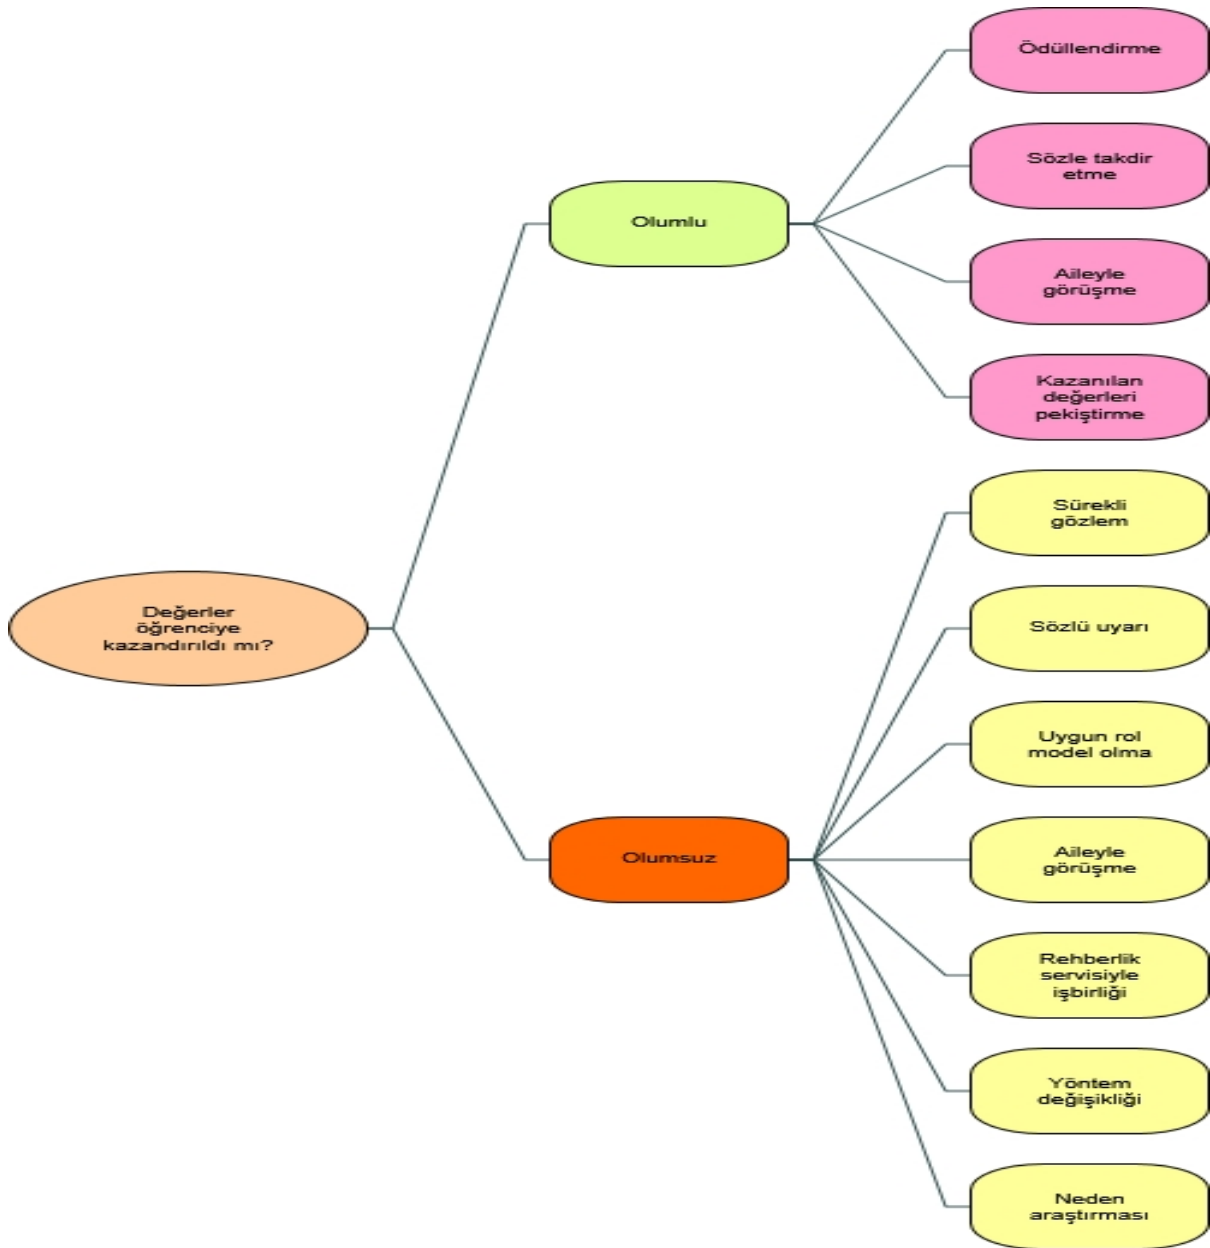 Ödüllendirme
Sözle takdir
etme
Olumlu
Aileyle
görüşme
Kazanılan
değerleri
pekiştirme
Sürekli
gözlem
Değerler
öğrenciye
kazandırıldı mı?
Sözlü uyarı
Uygun rol
model olma
Olumsuz
Aileyle
görüşme
Rehberlik
servisiyle
işbirliği
Yöntem
değişikliği
Neden
araştırması